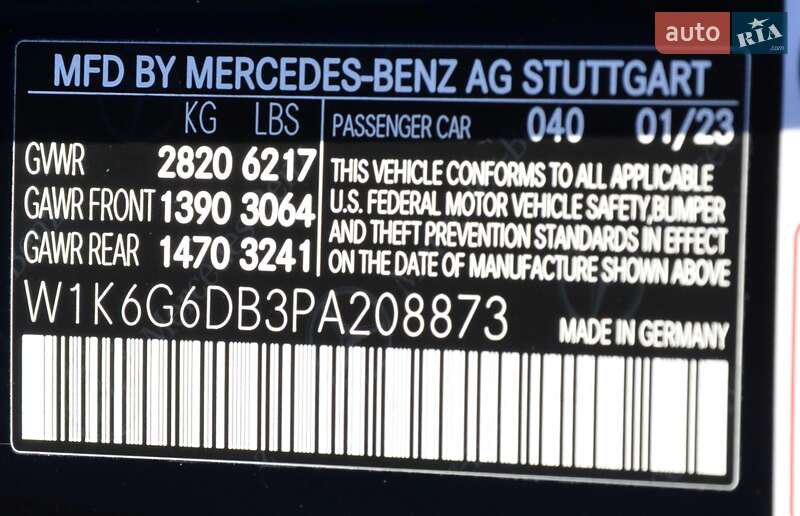 auto RIA .com
MFD BY MERCEDES-BENZ AG STUTTGART
KG LBS
PASSENGER CAR 040 01/23
GVWR 2820 6217
GAWR FRONT 1390 3064
GAWR REAR 1470 3241
THIS VEHICLE CONFORMS TO ALL APPLICABLE
U.S. FEDERAL MOTOR VEHICLE SAFETY,BUMPER
AND THEFT PREVENTION STANDARDS IN EFFECT
ON THE DATE OF MANUFACTURE SHOWN ABOVE
W1K6G6DB3PA208873
MADE IN GERMANY